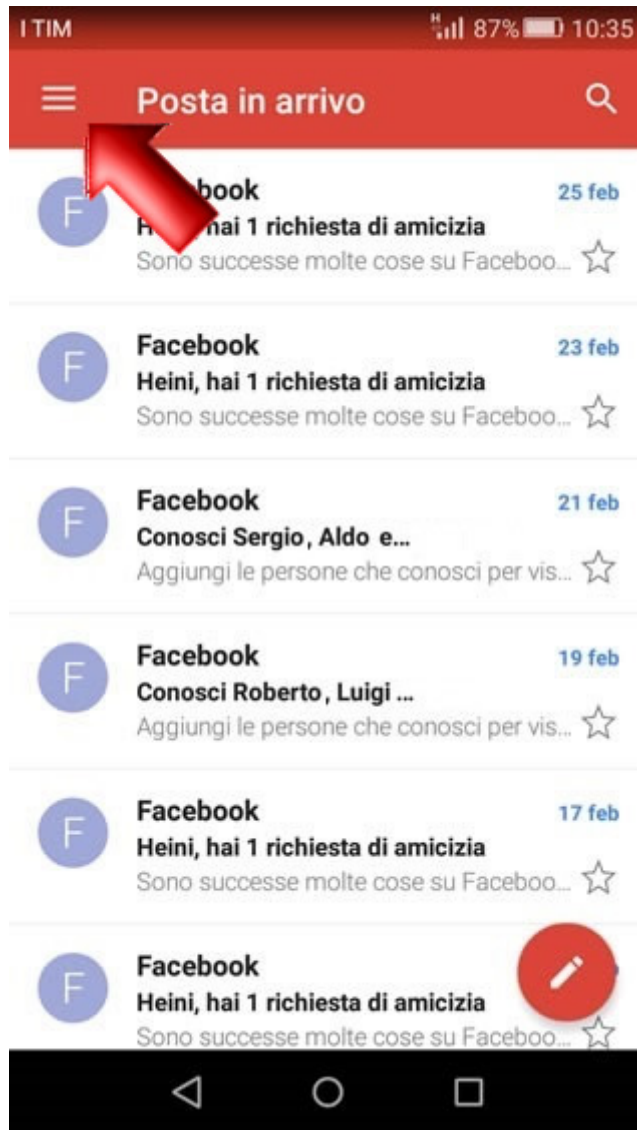 I TIM H 87% 10:35
Posta in arrivo
F
book 25 feb
hai 1 richiesta di amicizia
Sono successe molte cose su Faceboo...
F
Facebook 23 feb
Heini, hai 1 richiesta di amicizia
Sono successe molte cose su Faceboo...
F
Facebook 21 feb
Conosci Sergio, Aldo e...
Aggiungi le persone che conosci per vis...
F
Facebook 19 feb
Conosci Roberto, Luigi ...
Aggiungi le persone che conosci per vis...
F
Facebook 17 feb
Heini, hai 1 richiesta di amicizia
Sono successe molte cose su Faceboo...
F
Facebook
Heini, hai 1 richiesta di amicizia
Sono successe molte cose su Faceboo...